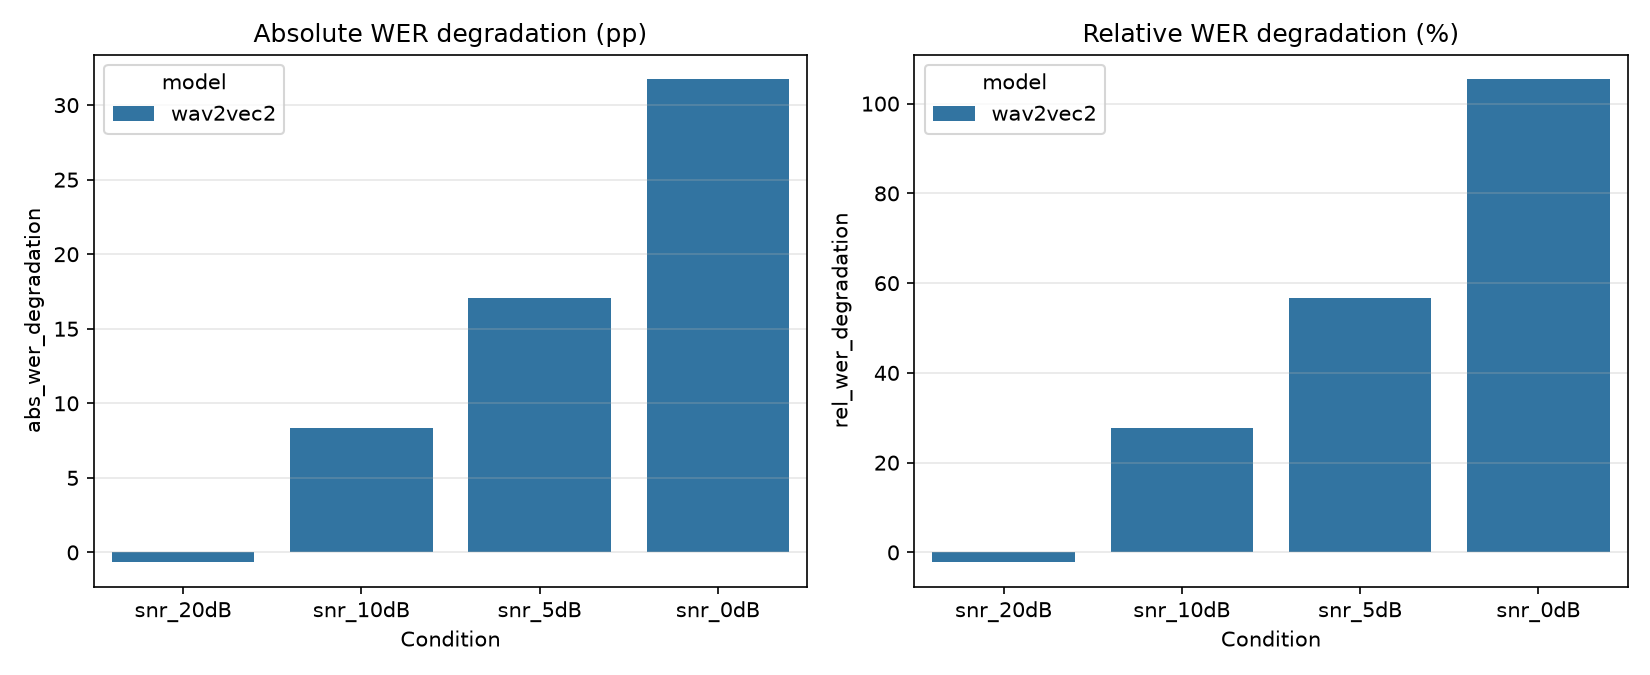 Absolute WER degradation (pp)
model
wav2vec2
30
25
20
15
10
5
0
abs_wer_degradation
snr_20dB
snr_10dB
snr_5dB
snr_0dB
Condition
Relative WER degradation (%)
model
wav2vec2
100
80
60
40
20
0
rel_wer_degradation
snr_20dB
snr_10dB
snr_5dB
snr_0dB
Condition